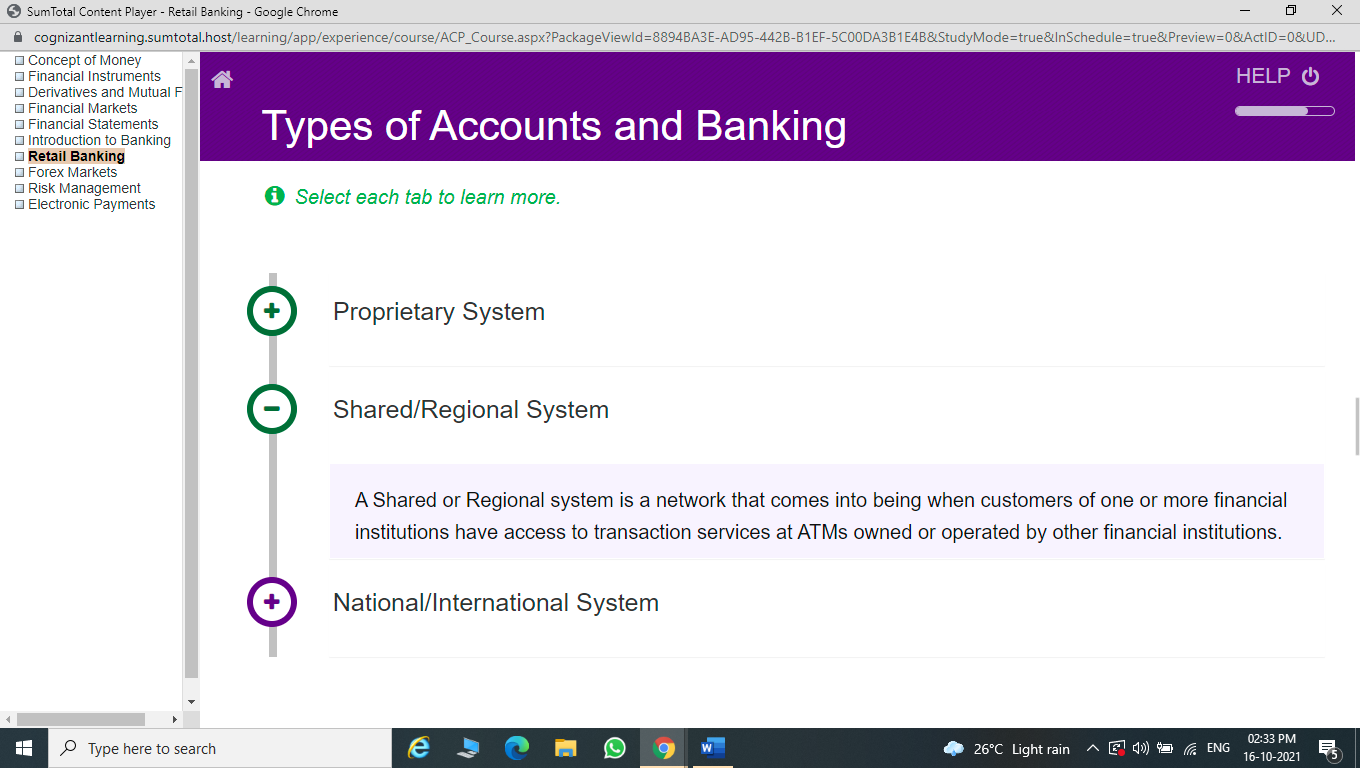 SumTotal Content Player - Retail Banking - Google Chrome
cognizantlearning.sumtotal.host/learning/app/experience/course/ACP_Course.aspx?PackageViewId=8894BA3E-AD95-442B-B1EF-5C00DA3B1E4B&StudyMode=true&InSchedule=true&Preview=0&ActID=0&UD...
Concept of Money
Financial Instruments
Derivatives and Mutual F
Financial Markets
Financial Statements
Introduction to Banking
Retail Banking
Forex Markets
Risk Management
Electronic Payments
HELP
Types of Accounts and Banking
Select each tab to learn more.
Proprietary System
Shared/Regional System
A Shared or Regional system is a network that comes into being when customers of one or more financial
institutions have access to transaction services at ATMs owned or operated by other financial institutions.
National/International System
Type here to search
26°C Light rain
ENG
02:33 PM
16-10-2021
5